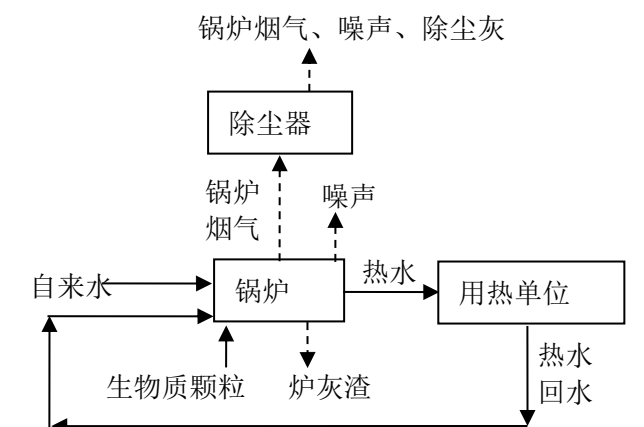 锅炉烟气、噪声、除尘灰
除尘器
锅炉
烟气
噪声
自来水
锅炉
热水
用热单位
生物质颗粒
炉灰渣
热水
回水